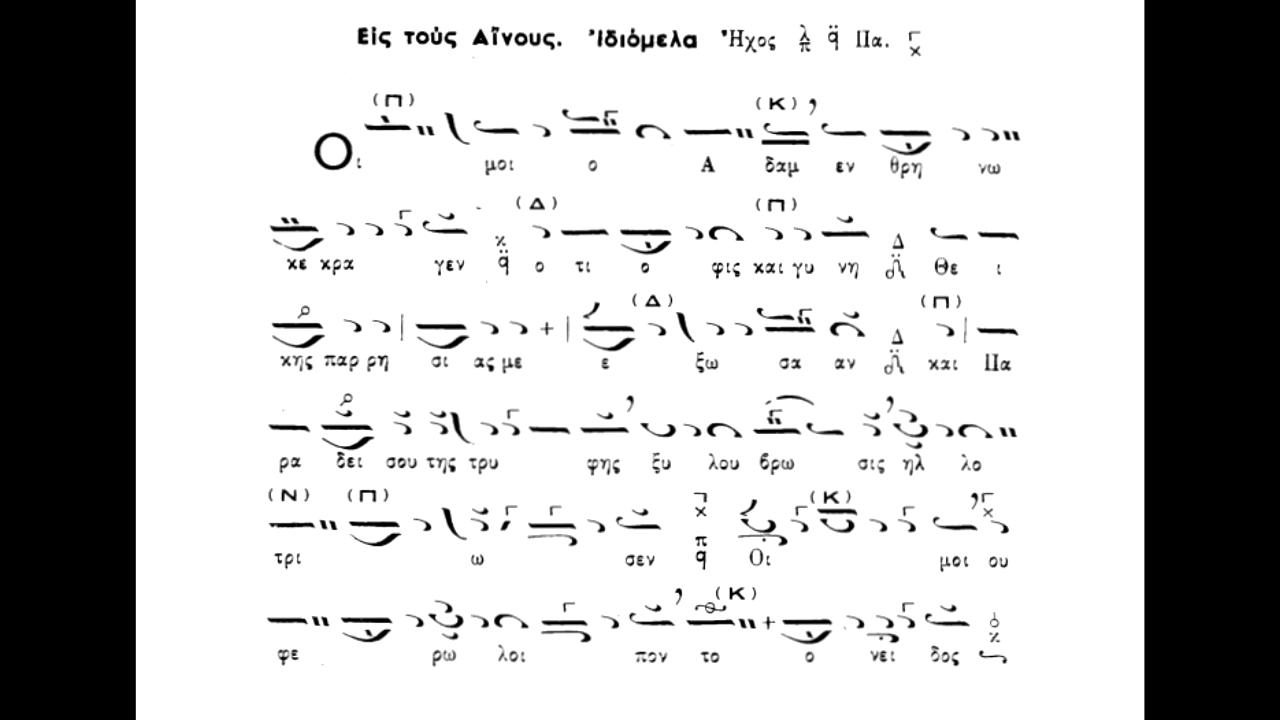 Εἰς τοὺς Αἴνους. Ἰδιόμελα Ἦχος λ π q̈ Πα.
(Π) (Κ)
Οι μοι ο Α δαμ εν θρη νω
(Δ) (Π)
κε κρα γεν ο τι ο φις και γυ νη Δ Θε ι
(Δ) (Π)
κης παρ ρη σι ας με ε ξω σα αν Δ και Πα
ρα δει σου της τρυ φης ξυ λου βρω σις ηλ λο
(Ν) (Π) (Κ)
τρι ω σεν π q Οι μοι ου
(Κ)
φε ρω λοι πον το ο νει δος